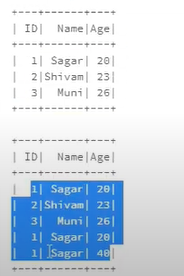 +---+------+---+
| ID|  Name|Age|
+---+------+---+
|  1| Sagar| 20|
|  2|Shivam| 23|
|  3|  Muni| 26|
+---+------+---+
+---+------+---+
| ID|  Name|Age|
+---+------+---+
|  1| Sagar| 20|
|  2|Shivam| 23|
|  3|  Muni| 26|
|  1| Sagar| 20|
|  1| Sagar| 40|
+---+------+---+